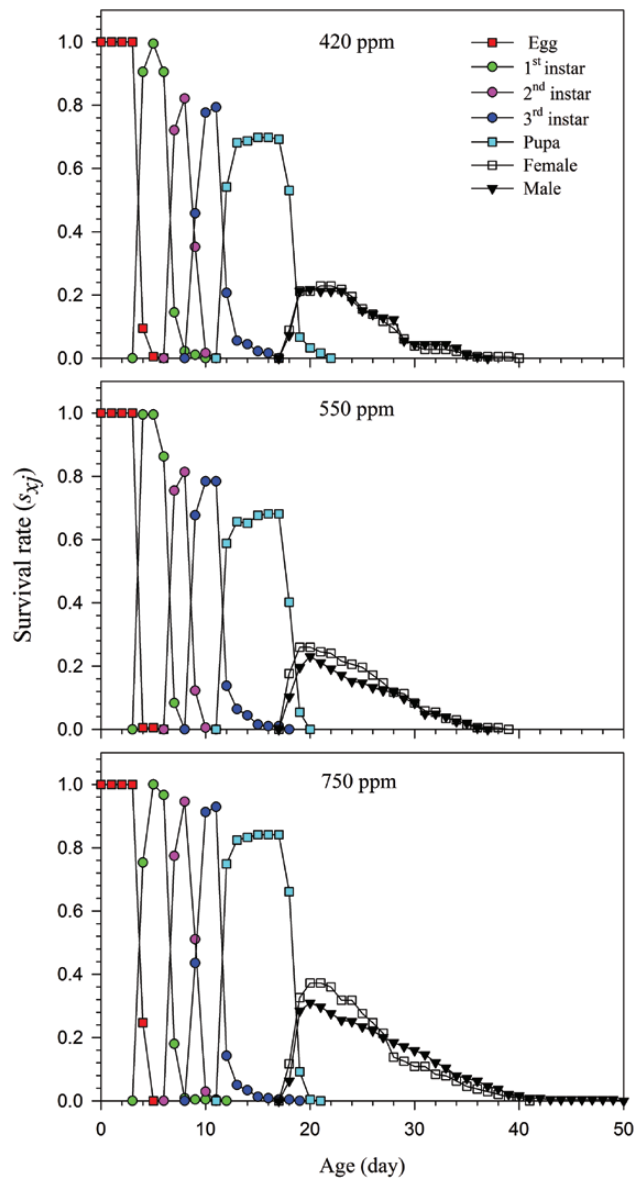 420 ppm
Egg
1st instar
2nd instar
3rd instar
Pupa
Female
Male
1.0
0.8
0.6
0.4
0.2
0.0
550 ppm
1.0
0.8
0.6
0.4
0.2
0.0
750 ppm
1.0
0.8
0.6
0.4
0.2
0.0
Survival rate (sxj)
0 10 20 30 40 50
Age (day)